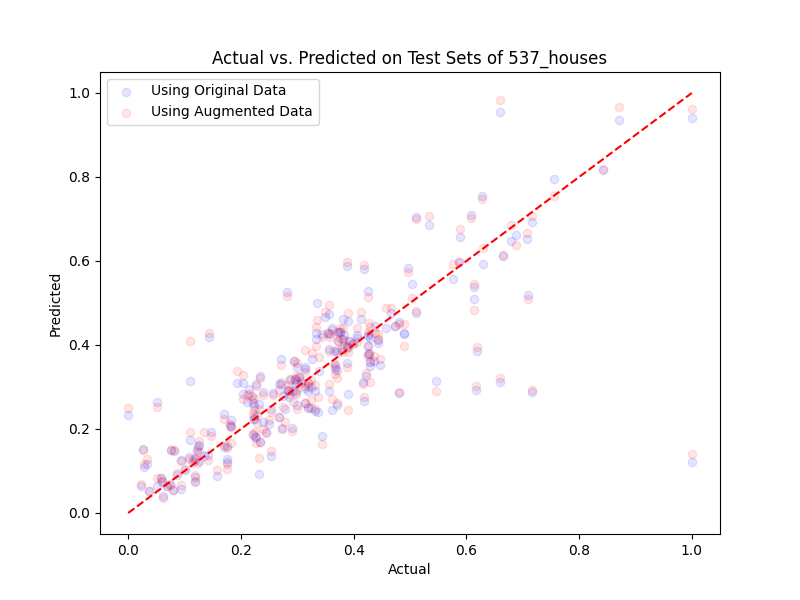 Actual vs. Predicted on Test Sets of 537_houses
Using Original Data
Using Augmented Data
1.0
0.8
0.6
0.4
0.2
0.0
Predicted
0.0 0.2 0.4 0.6 0.8 1.0
Actual